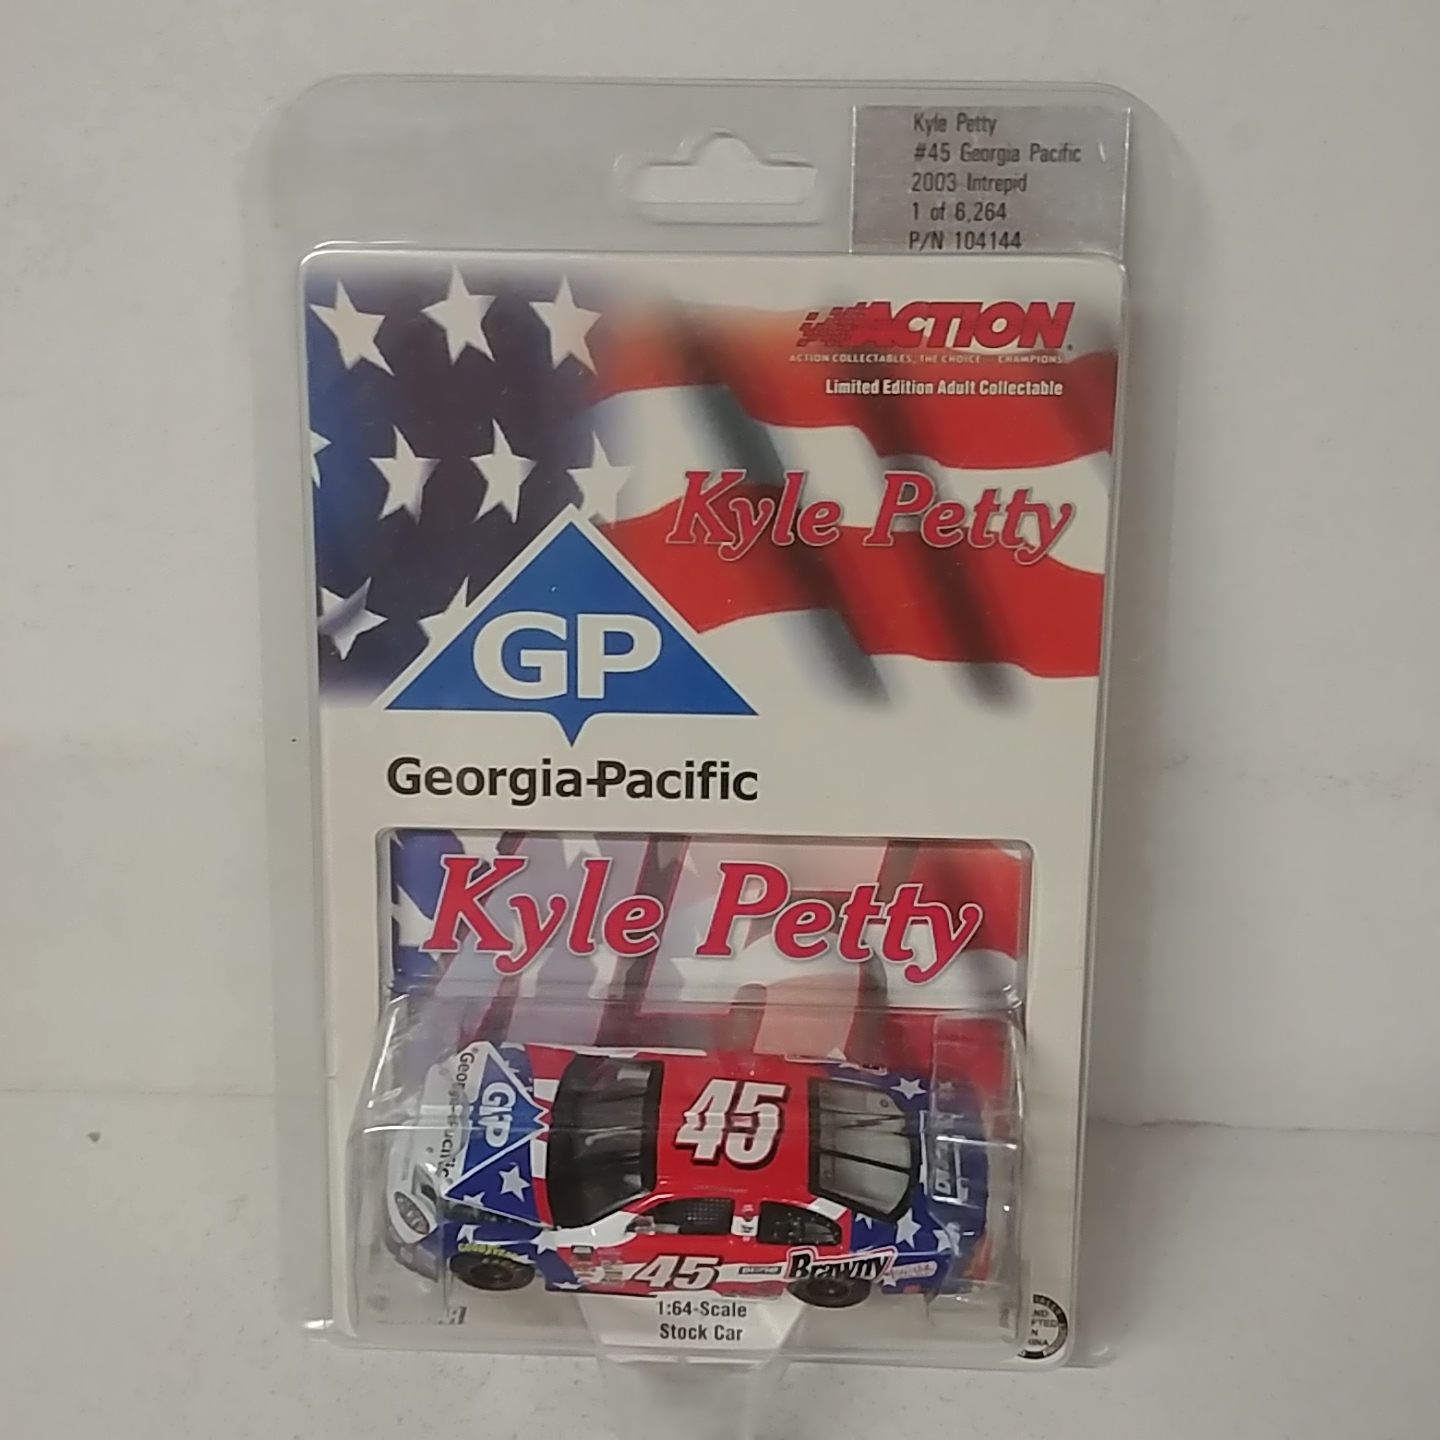 Kyle Petty
#45 Georgia Pacific
2003 Intrepid
1 of 6,264
P/N 104144
ACTION
ACTION COLLECTABLES, THE CHOICE CHAMPIONS
Limited Edition Adult Collectable
Kyle Petty
GP
Georgia-Pacific
Kyle Petty
GP
45
45
Brawny
GOODYEAR
1:64-Scale
Stock Car